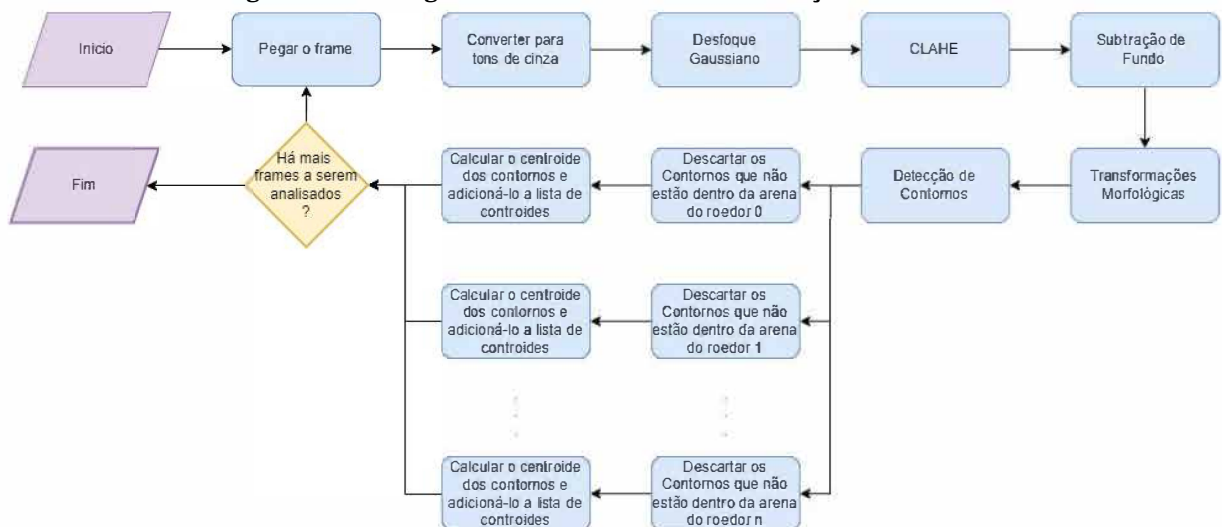 Início
Pegar o frame
Converter para
tons de cinza
Desfoque
Gaussiano
CLAHE
Subtração de
Fundo
Fim
Há mais
frames a serem
analisados
?
Calcular o centroide
dos contornos e
adicioná-lo a lista de
controides
Descartar os
Contornos que não
estão dentro da arena
do roedor 0
Detecção de
Contornos
Transformações
Morfológicas
Calcular o centroide
dos contornos e
adicioná-lo a lista de
controides
Descartar os
Contornos que não
estão dentro da arena
do roedor 1
Calcular o centroide
dos contornos e
adicioná-lo a lista de
controides
Descartar os
Contornos que não
estão dentro da arena
do roedor n